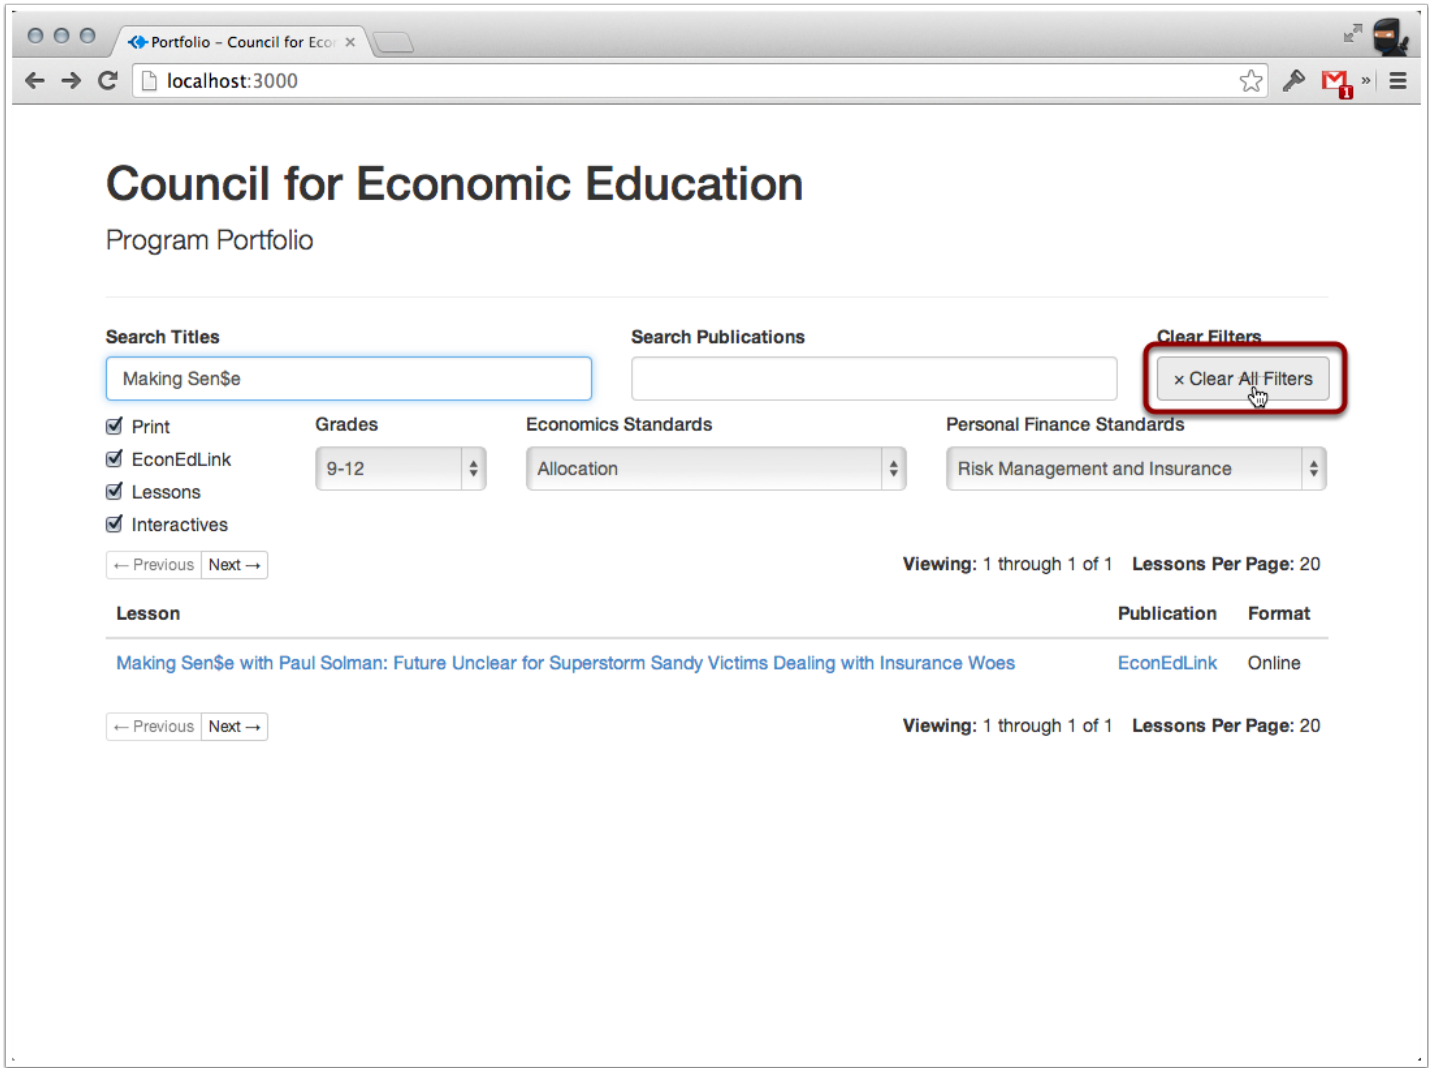 Portfolio – Council for Econ
localhost:3000
1
Council for Economic Education
Program Portfolio
Search Titles
Search Publications
Clear Filters
Making Sen$e
× Clear All Filters
Print
Grades
Economics Standards
Personal Finance Standards
EconEdLink
9-12
Allocation
Risk Management and Insurance
Lessons
Interactives
← Previous Next →
Viewing: 1 through 1 of 1 Lessons Per Page: 20
Lesson Publication Format
Making Sen$e with Paul Solman: Future Unclear for Superstorm Sandy Victims Dealing with Insurance Woes EconEdLink Online
← Previous Next →
Viewing: 1 through 1 of 1 Lessons Per Page: 20